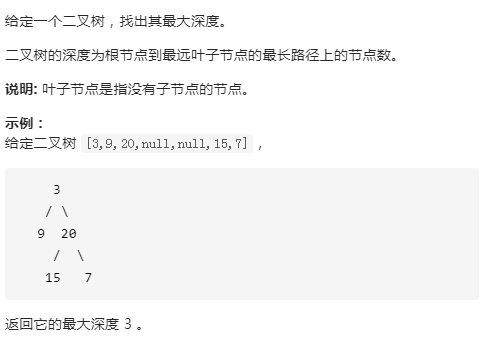 给定一个二叉树，找出其最大深度。
二叉树的深度为根节点到最远叶子节点的最长路径上的节点数。
说明: 叶子节点是指没有子节点的节点。
示例：
给定二叉树 [3,9,20,null,null,15,7]，
3
/ \
9 20
/ \
15 7
返回它的最大深度 3 。